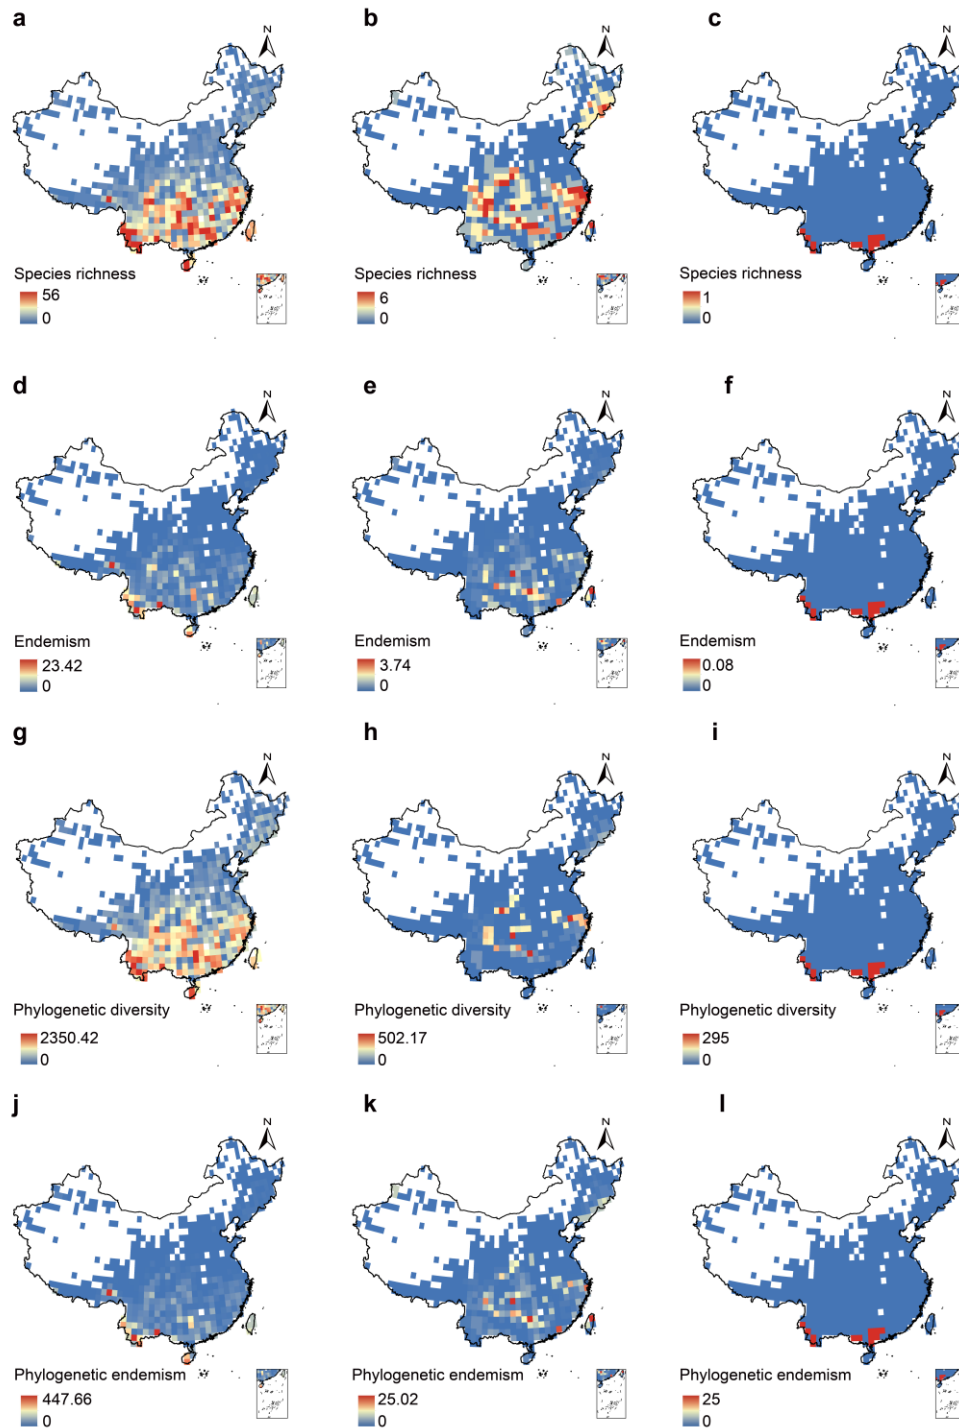 a b c
N N N
Species richness Species richness Species richness
56 6 1
0 0 0
d e f
N N N
Endemism Endemism Endemism
23.42 3.74 0.08
0 0 0
g h i
N N N
Phylogenetic diversity Phylogenetic diversity Phylogenetic diversity
2350.42 502.17 295
0 0 0
j k l
N N N
Phylogenetic endemism Phylogenetic endemism Phylogenetic endemism
447.66 25.02 25
0 0 0